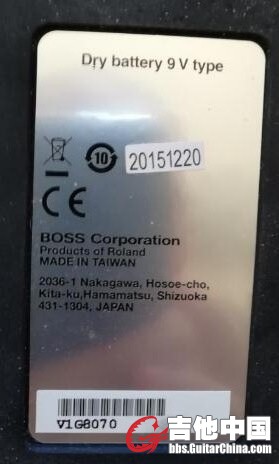 Dry battery 9 V type
10
20151220
CE
BOSS Corporation
Products of Roland
MADE IN TAIWAN
2036-1 Nakagawa, Hosoe-cho,
Kita-ku,Hamamatsu, Shizuoka
431-1304, JAPAN
V1G8070
吉他中国
bbs.GuitarChina.com